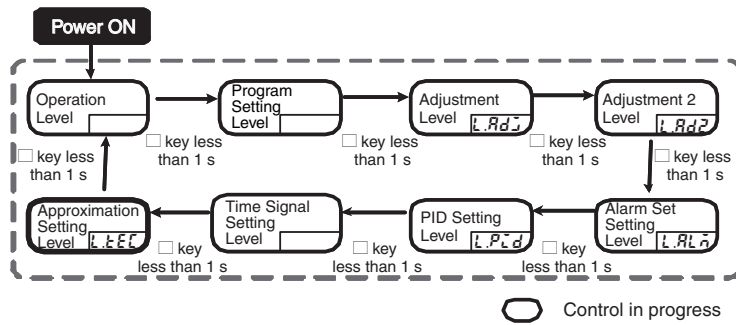 Power ON
Operation
Level
Program
Setting
Level
Adjustment
Level
L.Adj
Adjustment 2
Level
L.Ad2
□ key less
than 1 s
□ key less
than 1 s
□ key less
than 1 s
□ key less
than 1 s
□ key less
than 1 s
Approximation
Setting
Level
L.tEC
Time Signal
Setting
Level
PID Setting
Level
L.Pid
Alarm Set
Setting
Level
L.ALm
□ key
less than 1 s
□ key
less than 1 s
□ key
less than 1 s
Control in progress